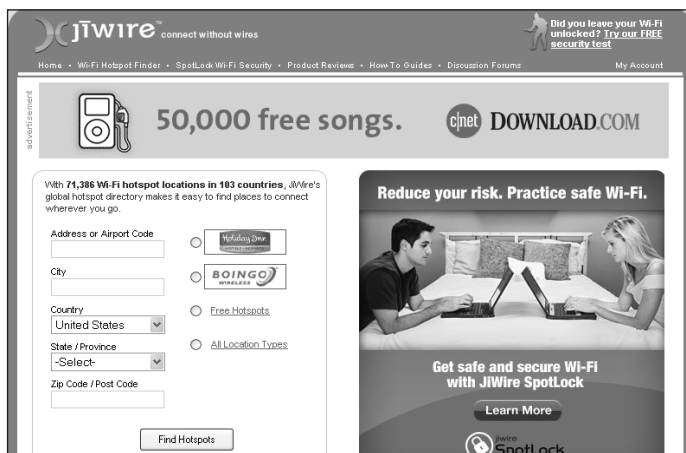 jiwire™ connect without wires
Did you leave your Wi-Fi
unlocked? Try our FREE
security test
Home • Wi-Fi Hotspot Finder • SpotLock Wi-Fi Security • Product Reviews • How-To Guides • Discussion Forums
My Account
advertisement
50,000 free songs.
c|net DOWNLOAD.COM
With 71,386 Wi-Fi hotspot locations in 103 countries, JiWire's
global hotspot directory makes it easy to find places to connect
wherever you go.
Address or Airport Code
Holiday Inn
HOTELS • RESORTS
City
BOINGO
WIRELESS
Country
United States
Free Hotspots
State / Province
-Select-
All Location Types
Zip Code / Post Code
Find Hotspots
Reduce your risk. Practice safe Wi-Fi.
Get safe and secure Wi-Fi
with JiWire SpotLock
Learn More
jiwire
SpotLock